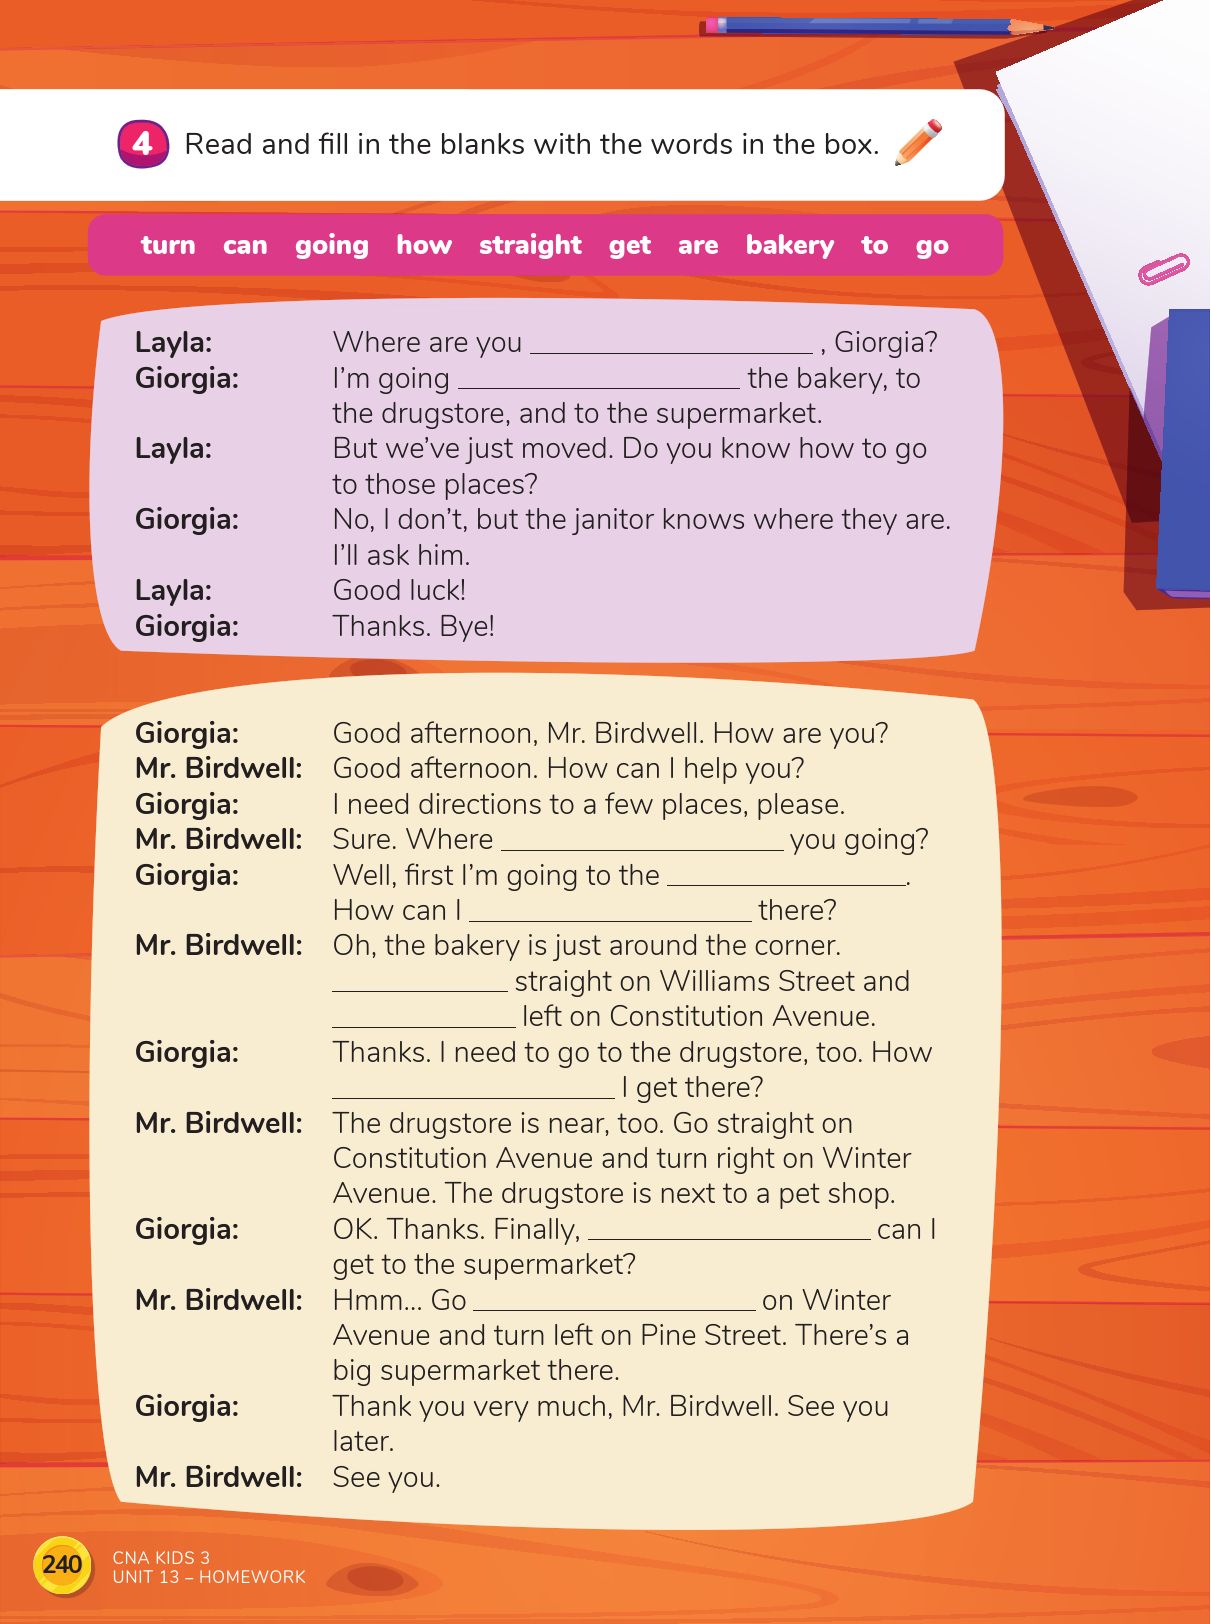 4 Read and fill in the blanks with the words in the box.
turn can going how straight get are bakery to go
Layla: Where are you ____________________ , Giorgia?
Giorgia: I'm going ____________________ the bakery, to
the drugstore, and to the supermarket.
Layla: But we've just moved. Do you know how to go
to those places?
Giorgia: No, I don't, but the janitor knows where they are.
I'll ask him.
Layla: Good luck!
Giorgia: Thanks. Bye!
Giorgia: Good afternoon, Mr. Birdwell. How are you?
Mr. Birdwell: Good afternoon. How can I help you?
Giorgia: I need directions to a few places, please.
Mr. Birdwell: Sure. Where ____________________ you going?
Giorgia: Well, first I'm going to the _________________.
How can I ____________________ there?
Mr. Birdwell: Oh, the bakery is just around the corner.
____________ straight on Williams Street and
_____________ left on Constitution Avenue.
Giorgia: Thanks. I need to go to the drugstore, too. How
____________________ I get there?
Mr. Birdwell: The drugstore is near, too. Go straight on
Constitution Avenue and turn right on Winter
Avenue. The drugstore is next to a pet shop.
Giorgia: OK. Thanks. Finally, ____________________ can I
get to the supermarket?
Mr. Birdwell: Hmm... Go ____________________ on Winter
Avenue and turn left on Pine Street. There's a
big supermarket there.
Giorgia: Thank you very much, Mr. Birdwell. See you
later.
Mr. Birdwell: See you.
240
CNA KIDS 3
UNIT 13 – HOMEWORK